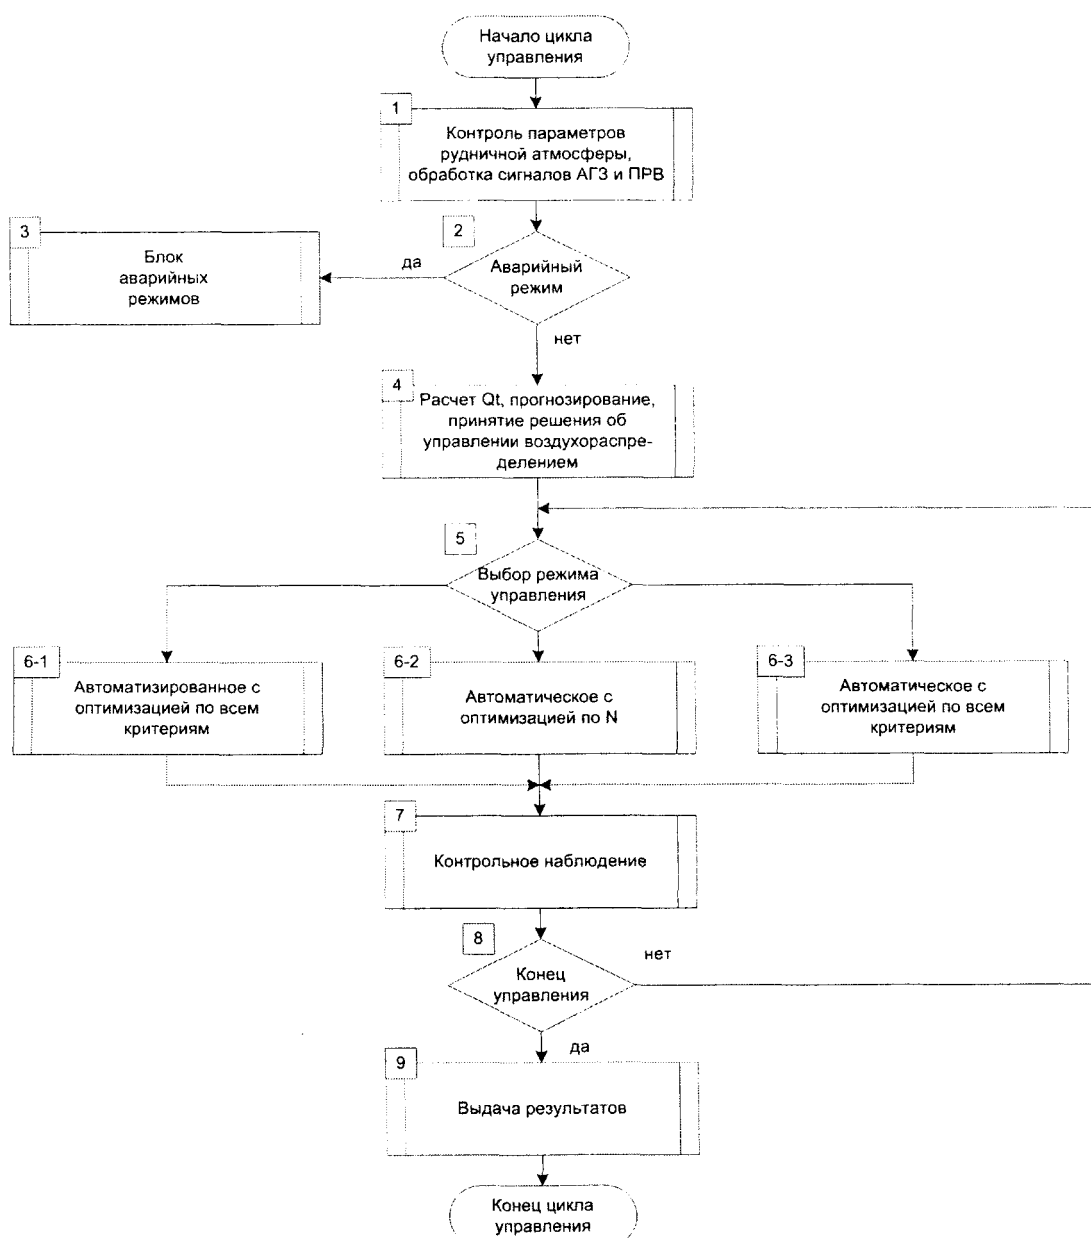 Начало цикла
управления
1
Контроль параметров
рудничной атмосферы,
обработка сигналов АГЗ и ПРВ
2
Аварийный
режим
да
нет
3
Блок
аварийных
режимов
4
Расчет Qt, прогнозирование,
принятие решения об
управлении воздухораспре-
делением
5
Выбор режима
управления
6-1
Автоматизированное с
оптимизацией по всем
критериям
6-2
Автоматическое с
оптимизацией по N
6-3
Автоматическое с
оптимизацией по всем
критериям
7
Контрольное наблюдение
8
Конец
управления
нет
да
9
Выдача результатов
Конец цикла
управления